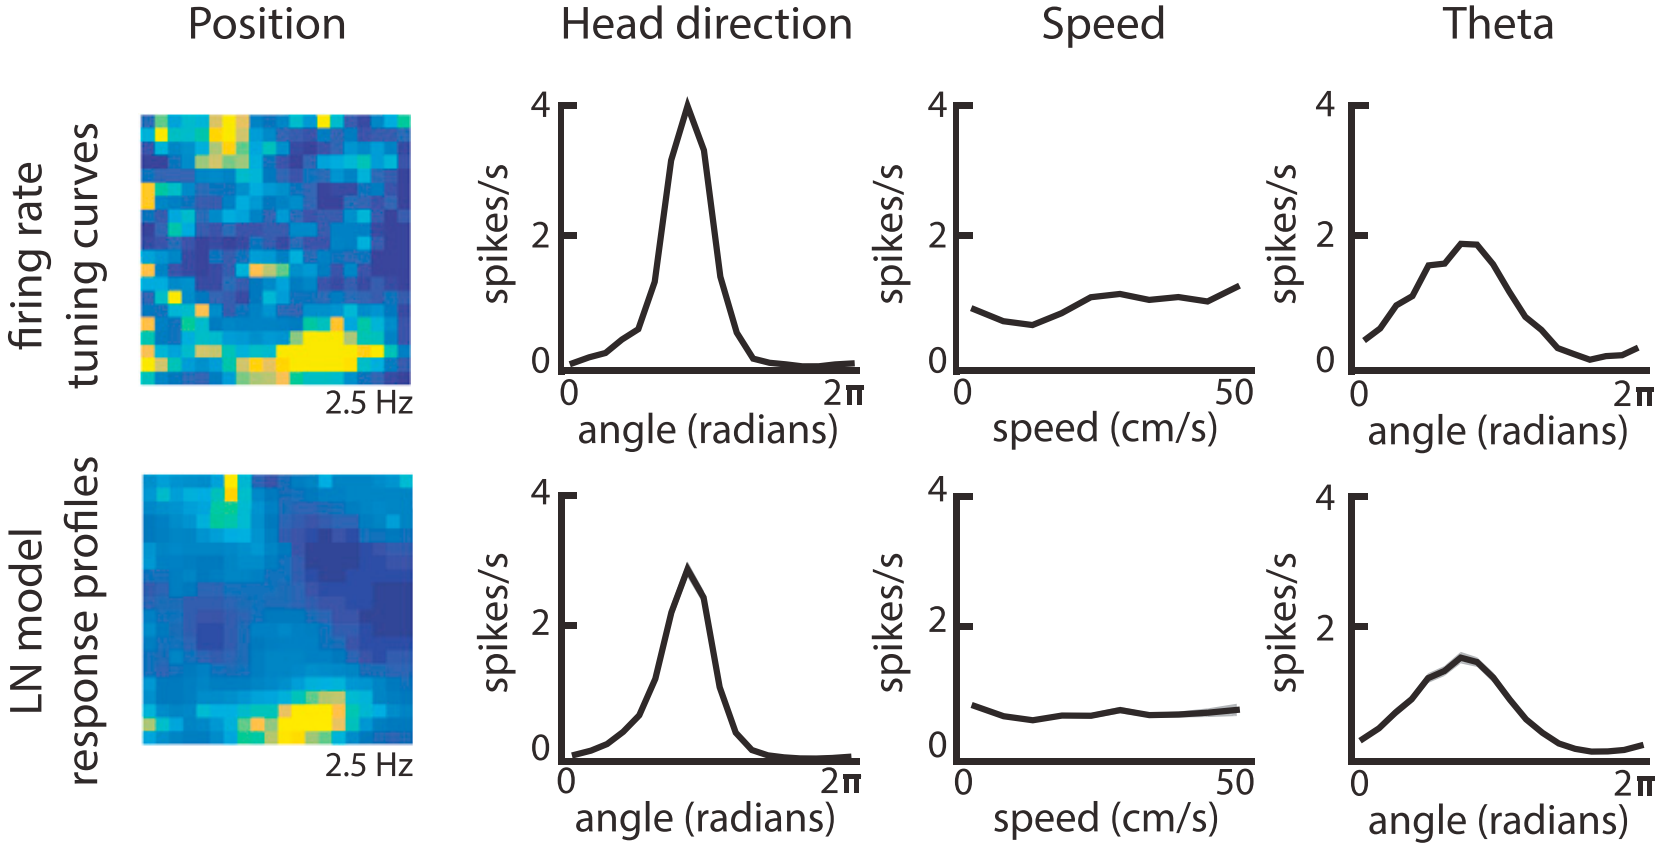 Position
Head direction
Speed
Theta
firing rate
tuning curves
2.5 Hz
4
2
0
spikes/s
0
2π
angle (radians)
4
2
0
spikes/s
0
50
speed (cm/s)
4
2
0
spikes/s
0
2π
angle (radians)
LN model
response profiles
2.5 Hz
4
2
0
spikes/s
0
2π
angle (radians)
4
2
0
spikes/s
0
50
speed (cm/s)
4
2
0
spikes/s
0
2π
angle (radians)